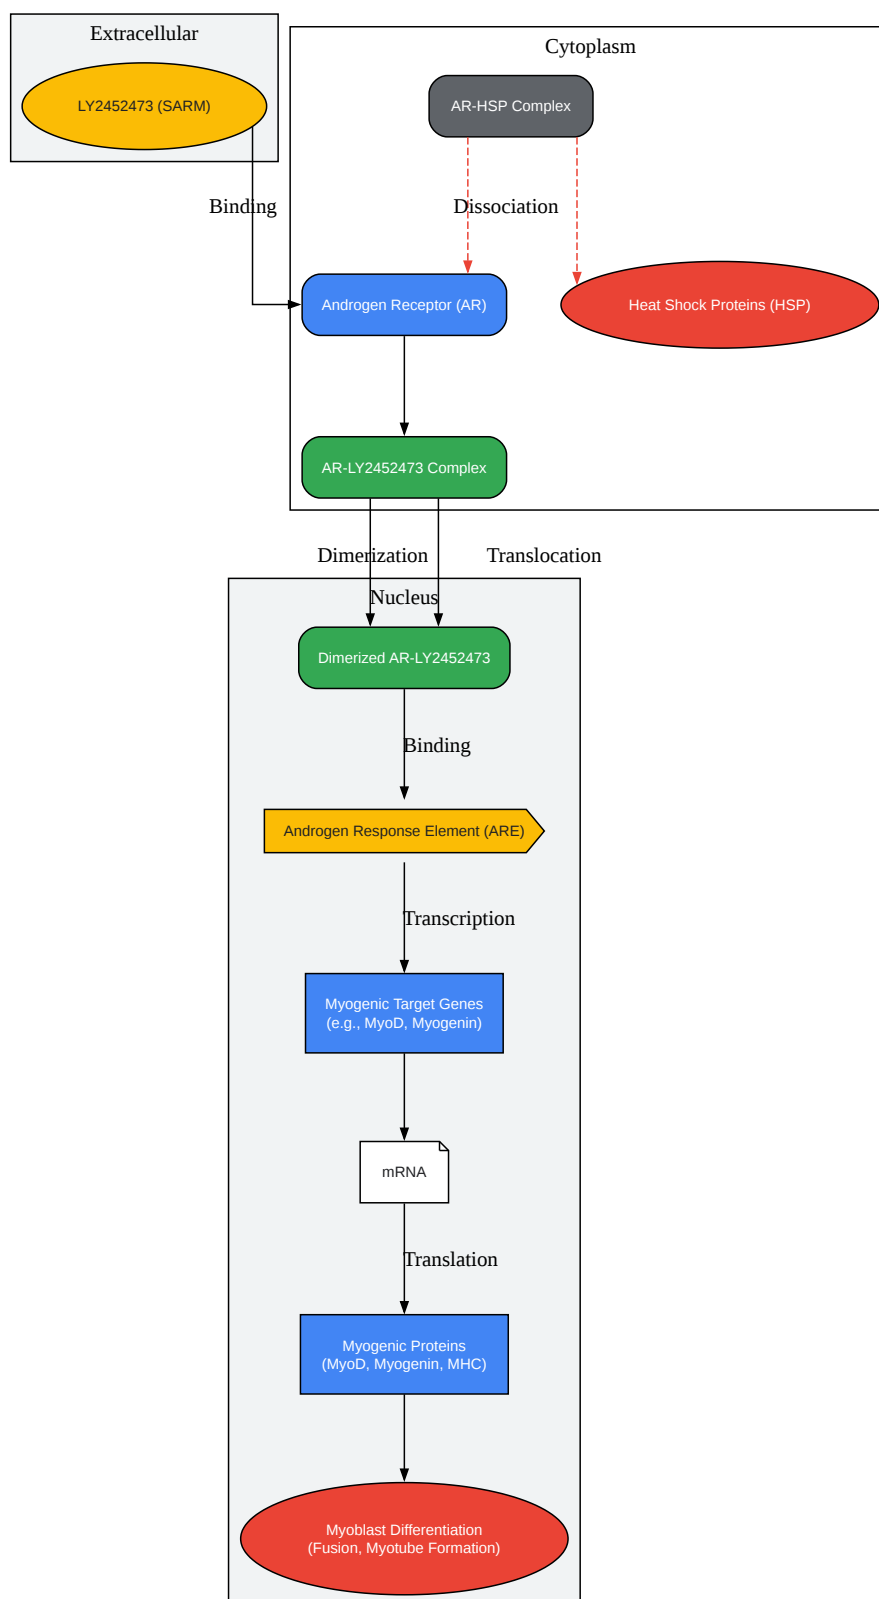 Extracellular
LY2452473 (SARM)
Cytoplasm
AR-HSP Complex
Binding
Dissociation
Androgen Receptor (AR)
Heat Shock Proteins (HSP)
AR-LY2452473 Complex
Dimerization
Translocation
Nucleus
Dimerized AR-LY2452473
Binding
Androgen Response Element (ARE)
Transcription
Myogenic Target Genes
(e.g., MyoD, Myogenin)
mRNA
Translation
Myogenic Proteins
(MyoD, Myogenin, MHC)
Myoblast Differentiation
(Fusion, Myotube Formation)